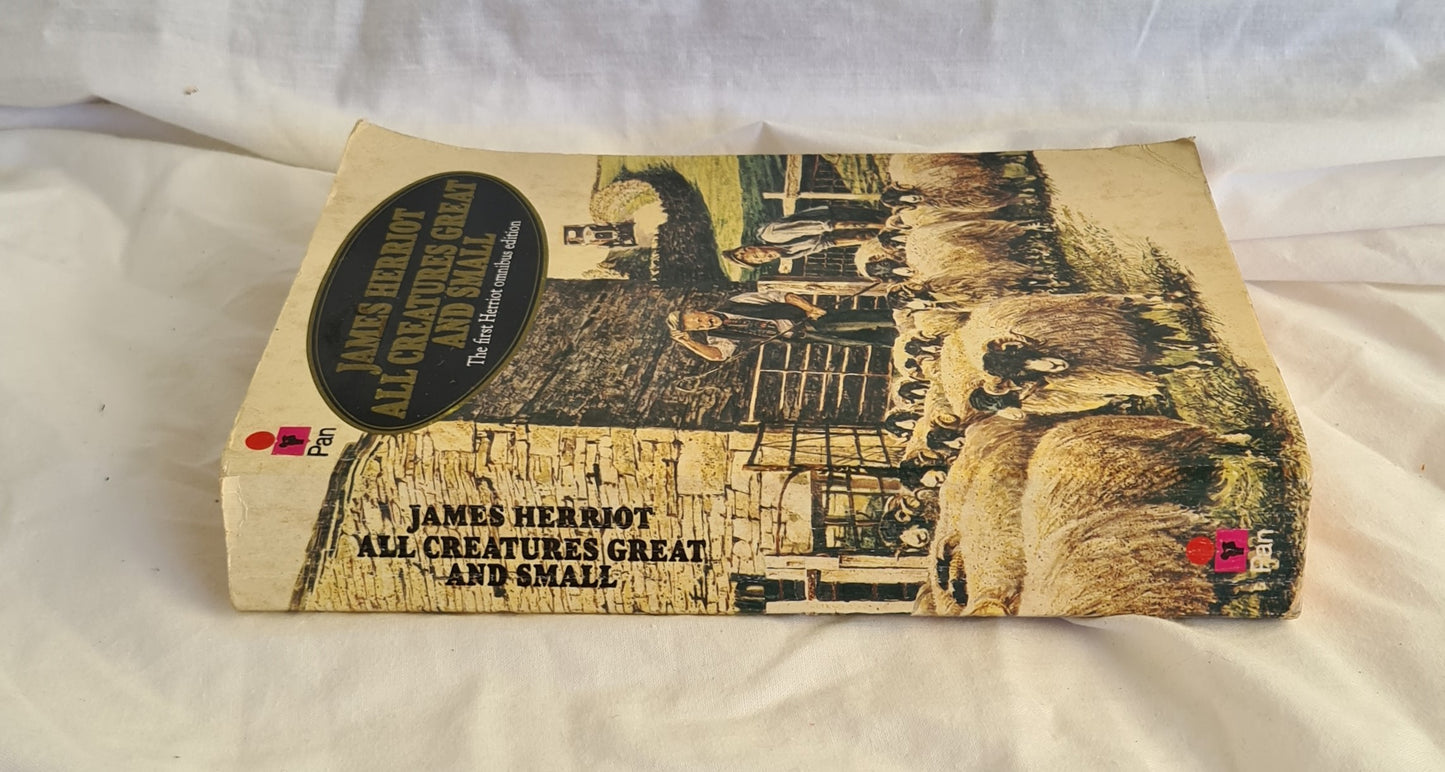 JAMES HERRIOT
ALL CREATURES GREAT
AND SMALL
The first Herriot omnibus edition
Pan
JAMES HERRIOT
ALL CREATURES GREAT
AND SMALL
Pan